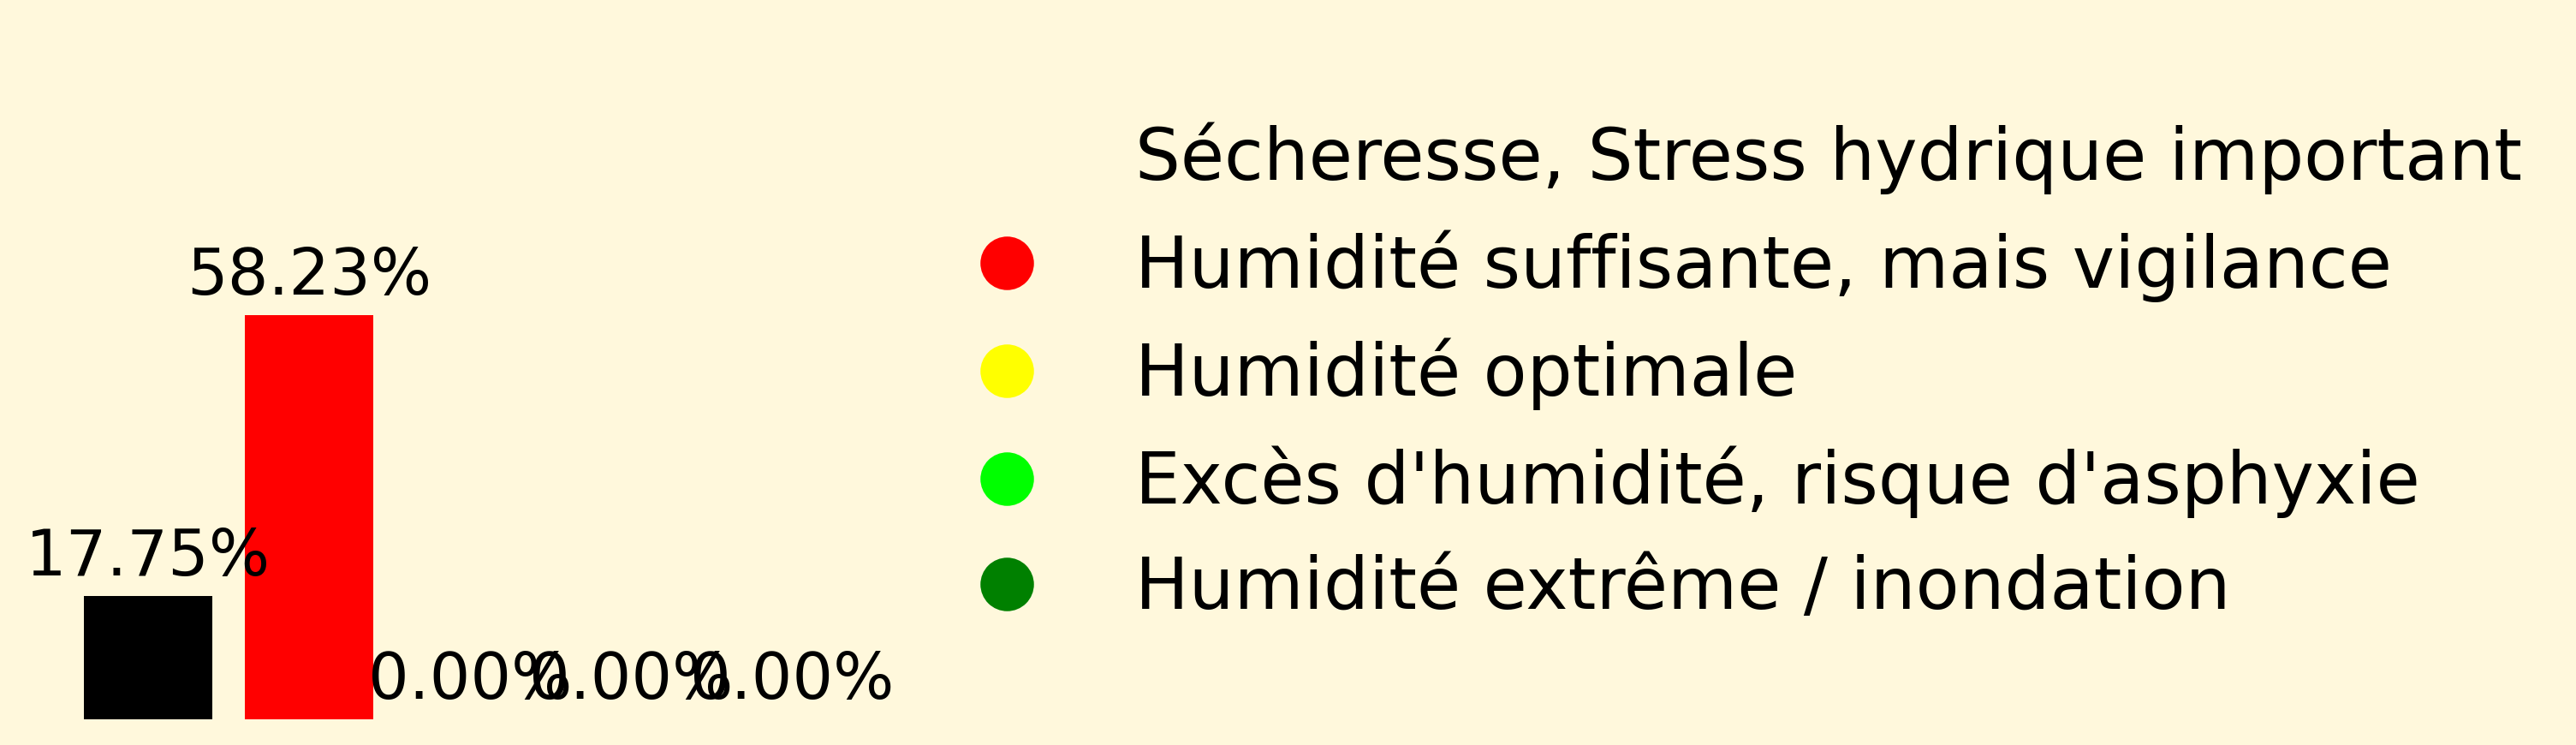 Sécheresse, Stress hydrique important
58.23%
Humidité suffisante, mais vigilance
Humidité optimale
17.75%
Excès d'humidité, risque d'asphyxie
Humidité extrême / inondation
0.00%
0.00%
0.00%